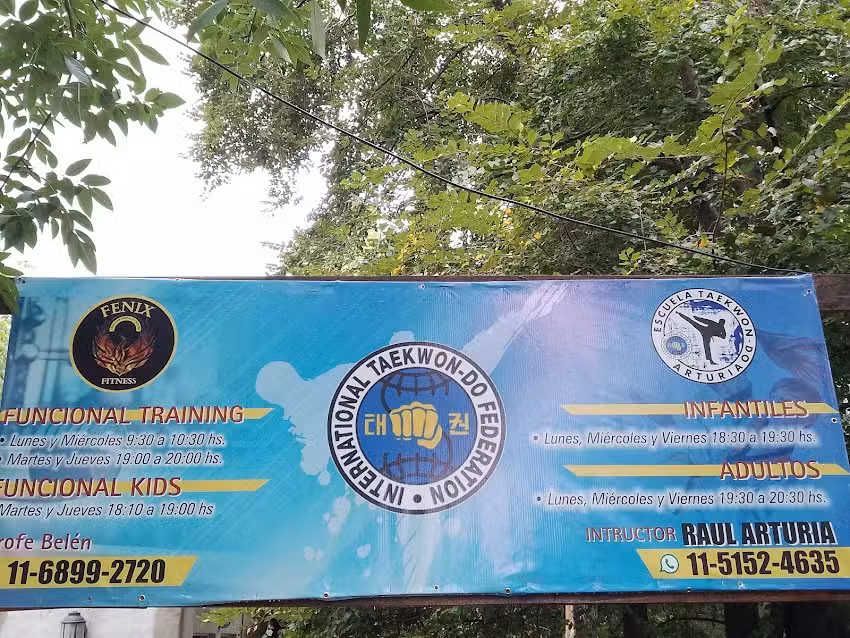 FENIX
FITNESS
FUNCIONAL TRAINING
• Lunes y Miércoles 9:30 a 10:30 hs.
• Martes y Jueves 19:00 a 20:00 hs.
FUNCIONAL KIDS
Martes y Jueves 18:10 a 19:00 hs
rofe Belén
11-6899-2720
INTERNATIONAL TAEKWON-DO FEDERATION •
태 권
ESCUELA TAEKWON-DO
ARTURIA
INFANTILES
• Lunes, Miércoles y Viernes 18:30 a 19:30 hs.
ADULTOS
• Lunes, Miércoles y Viernes 19:30 a 20:30 hs.
INTRUCTOR RAUL ARTURIA
11-5152-4635